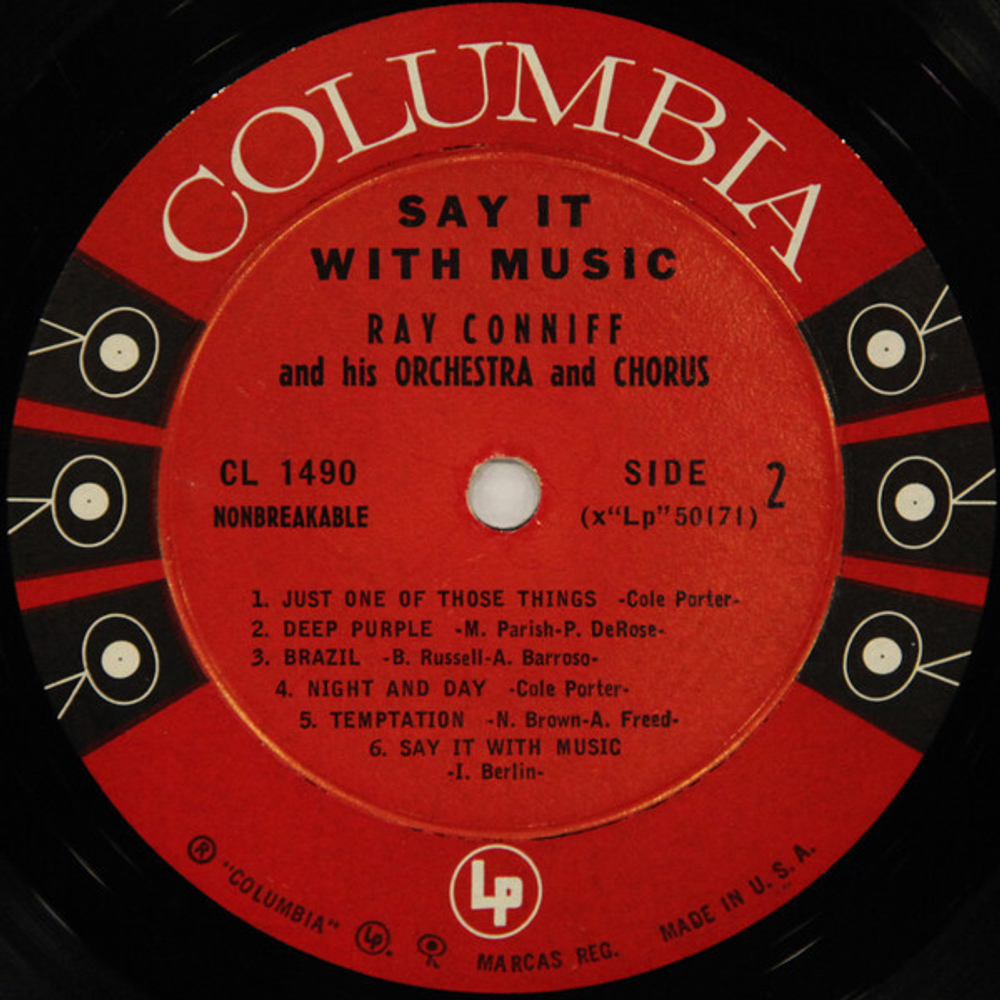 COLUMBIA
SAY IT
WITH MUSIC
RAY CONNIFF
and his ORCHESTRA and CHORUS
CL 1490
NONBREAKABLE
SIDE 2
(x“Lp”50171)
1. JUST ONE OF THOSE THINGS -Cole Porter-
2. DEEP PURPLE -M. Parish-P. DeRose-
3. BRAZIL -B. Russell-A. Barroso-
4. NIGHT AND DAY -Cole Porter-
5. TEMPTATION -N. Brown-A. Freed-
6. SAY IT WITH MUSIC
-I. Berlin-
LP
® "COLUMBIA" LP. MARCAS REG. MADE IN U.S.A.